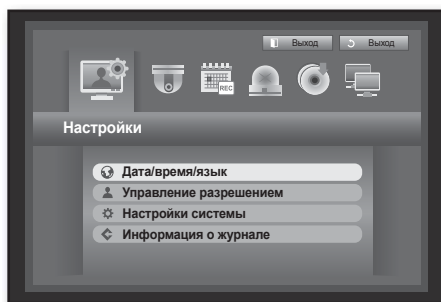 Выход Выход
REC
Настройки
Дата/время/язык
Управление разрешением
Настройки системы
Информация о журнале